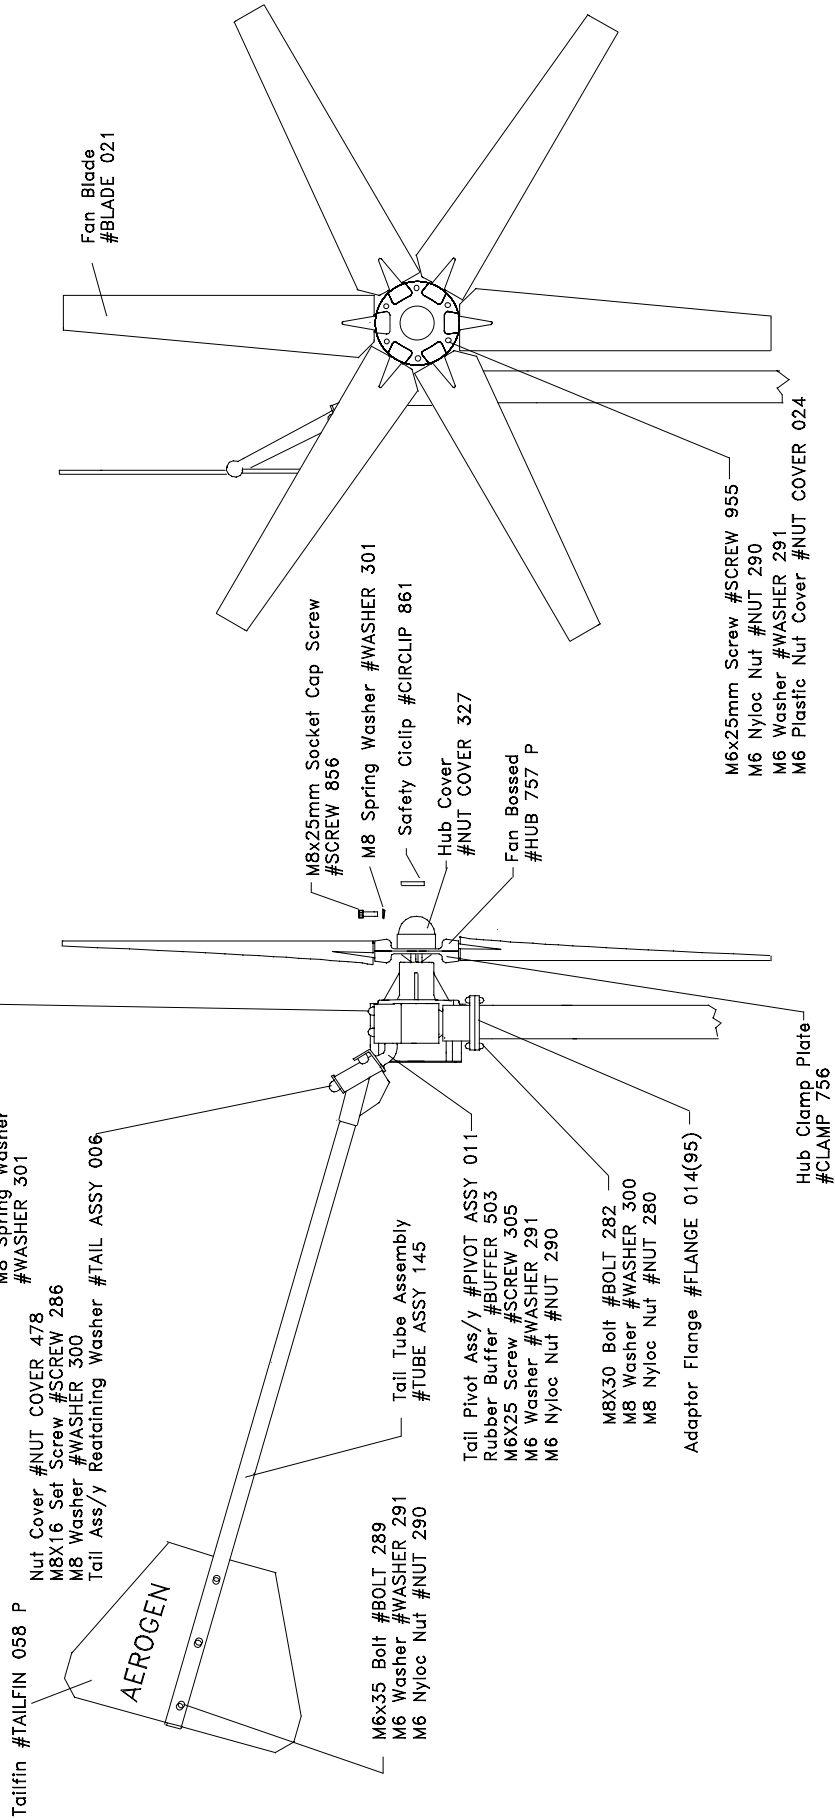 Fan Blade
#BLADE 021
M6x25mm Screw #SCREW 955
M6 Nyloc Nut #NUT 290
M6 Washer #WASHER 291
M6 Plastic Nut Cover #NUT COVER 024
M8x25mm Socket Cap Screw
#SCREW 856
M8 Spring Washer #WASHER 301
Safety Ciclip #CIRCLIP 861
Hub Cover
#NUT COVER 327
Fan Bossed
#HUB 757 P
Hub Clamp Plate
#CLAMP 756
M8 Spring Washer
#WASHER 301
Nut Cover #NUT COVER 478
M8X16 Set Screw #SCREW 286
M8 Washer #WASHER 300
Tail Ass/y Reataining Washer #TAIL ASSY 006
Tail Tube Assembly
#TUBE ASSY 145
Tail Pivot Ass/y #PIVOT ASSY 011
Rubber Buffer #BUFFER 503
M6X25 Screw #SCREW 305
M6 Washer #WASHER 291
M6 Nyloc Nut #NUT 290
M8X30 Bolt #BOLT 282
M8 Washer #WASHER 300
M8 Nyloc Nut #NUT 280
Adaptor Flange #FLANGE 014(95)
Tailfin #TAILFIN 058 P
AEROGEN
M6x35 Bolt #BOLT 289
M6 Washer #WASHER 291
M6 Nyloc Nut #NUT 290